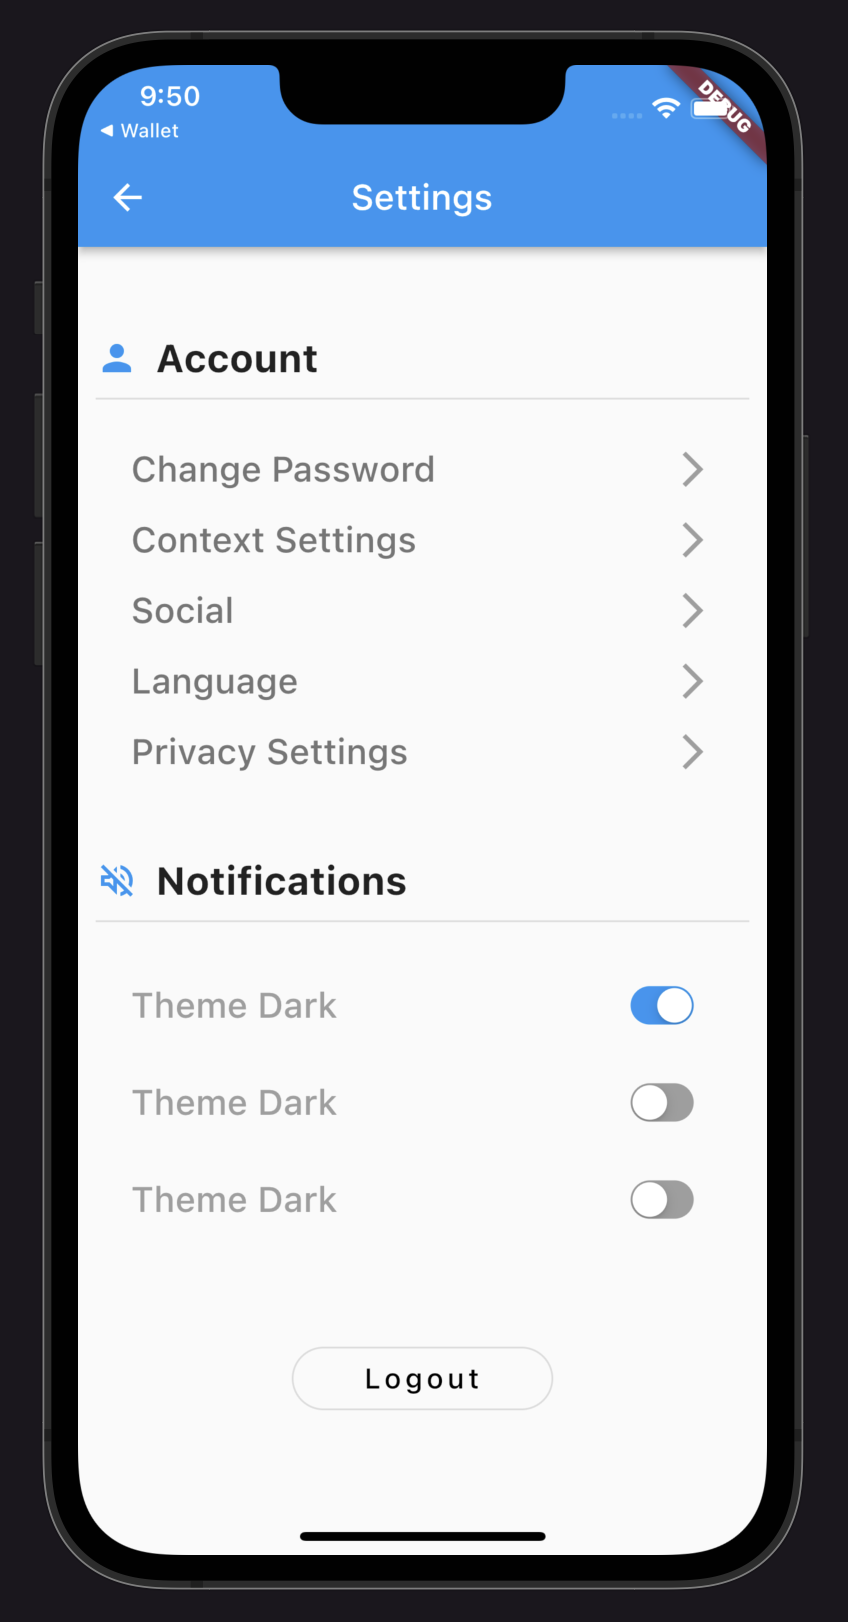 9:50
DEBUG
◀ Wallet
Settings
Account
Change Password
Context Settings
Social
Language
Privacy Settings
Notifications
Theme Dark
Theme Dark
Theme Dark
Logout